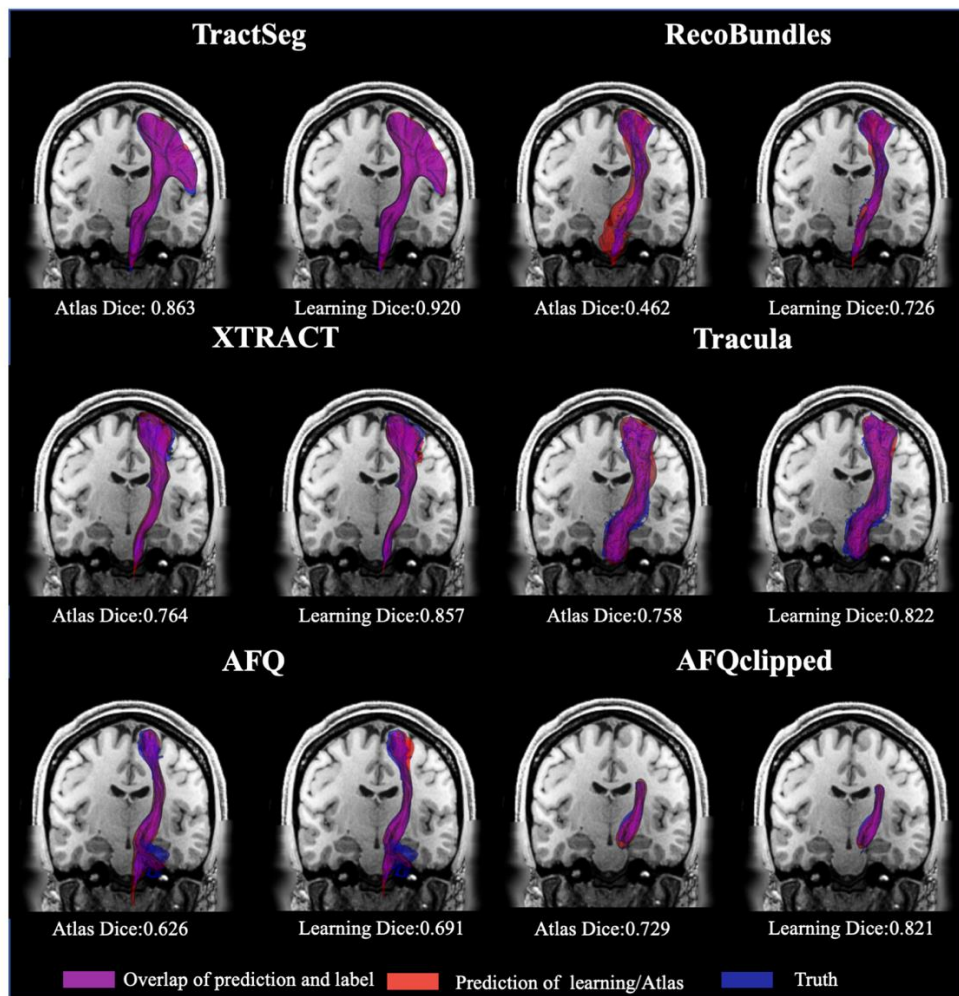 TractSeg
RecoBundles
Atlas Dice: 0.863
Learning Dice:0.920
Atlas Dice:0.462
Learning Dice:0.726
XTRACT
Tracula
Atlas Dice:0.764
Learning Dice:0.857
Atlas Dice:0.758
Learning Dice:0.822
AFQ
AFQclipped
Atlas Dice:0.626
Learning Dice:0.691
Atlas Dice:0.729
Learning Dice:0.821
Overlap of prediction and label
Prediction of learning/Atlas
Truth